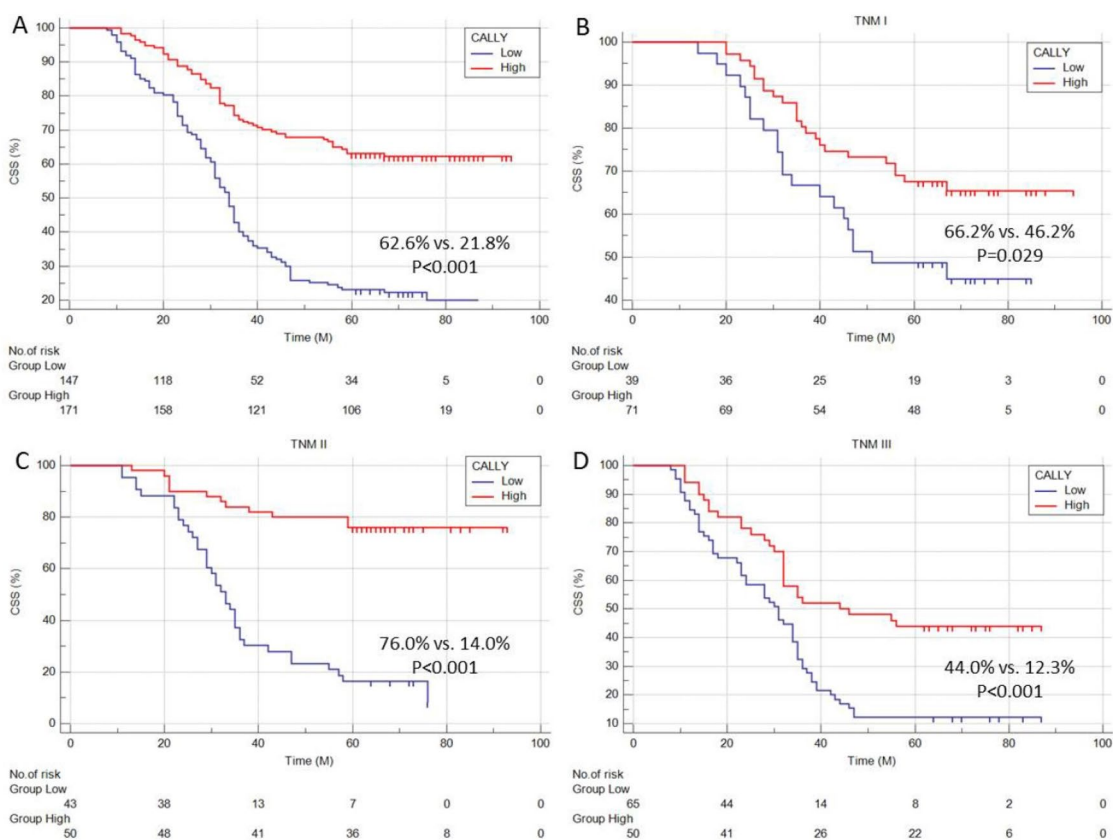 A
CALLY
Low
High
100
90
80
70
60
50
40
30
20
CSS (%)
62.6% vs. 21.8%
P<0.001
0 20 40 60 80 100
Time (M)
No.of risk
Group Low
147 118 52 34 5 0
Group High
171 158 121 106 19 0
B
TNM I
CALLY
Low
High
100
90
80
70
60
50
40
CSS (%)
66.2% vs. 46.2%
P=0.029
0 20 40 60 80 100
Time (M)
No.of risk
Group Low
39 36 25 19 3 0
Group High
71 69 54 48 5 0
C
TNM II
CALLY
Low
High
100
80
60
40
20
0
CSS (%)
76.0% vs. 14.0%
P<0.001
0 20 40 60 80 100
Time (M)
No.of risk
Group Low
43 38 13 7 0 0
Group High
50 48 41 36 8 0
D
TNM III
CALLY
Low
High
100
90
80
70
60
50
40
30
20
10
CSS (%)
44.0% vs. 12.3%
P<0.001
0 20 40 60 80 100
Time (M)
No.of risk
Group Low
65 44 14 8 2 0
Group High
50 41 26 22 6 0